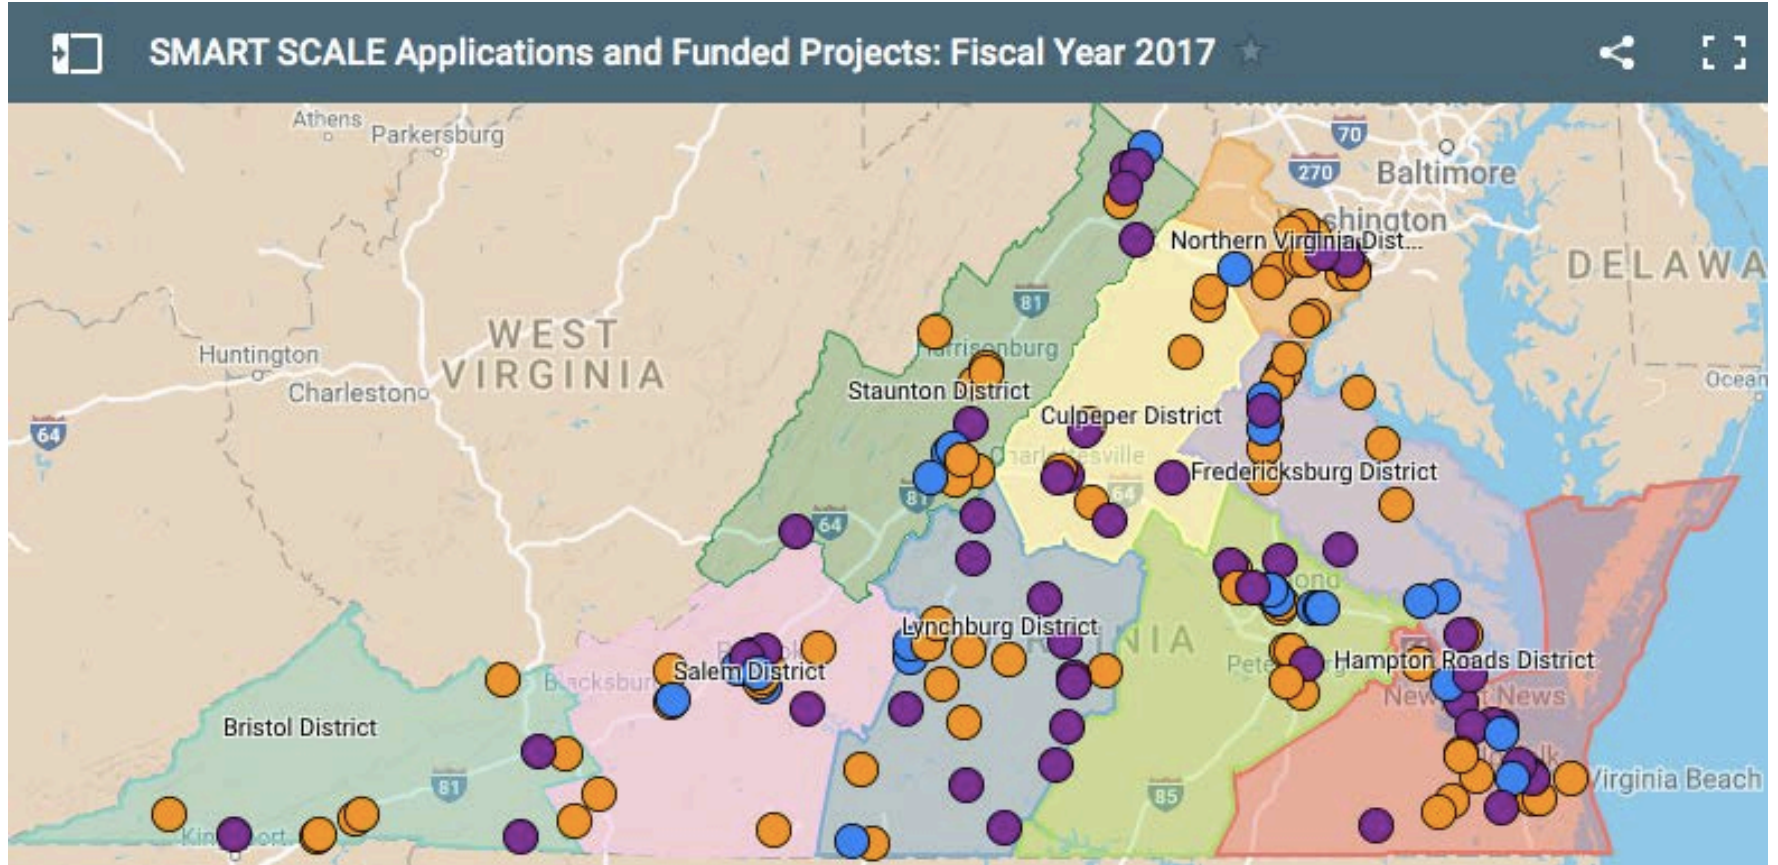 SMART SCALE Applications and Funded Projects: Fiscal Year 2017
Athens
Parkersburg
70
270
Baltimore
Northern Virginia Dist...
DELAWA
81
WEST
VIRGINIA
Huntington
Charleston
64
Harrisonburg
Staunton District
Ocean
Culpeper District
Fredericksburg District
81
64
64
Lynchburg District
Salem District
Hampton Roads District
Bristol District
81
85
Virginia Beach